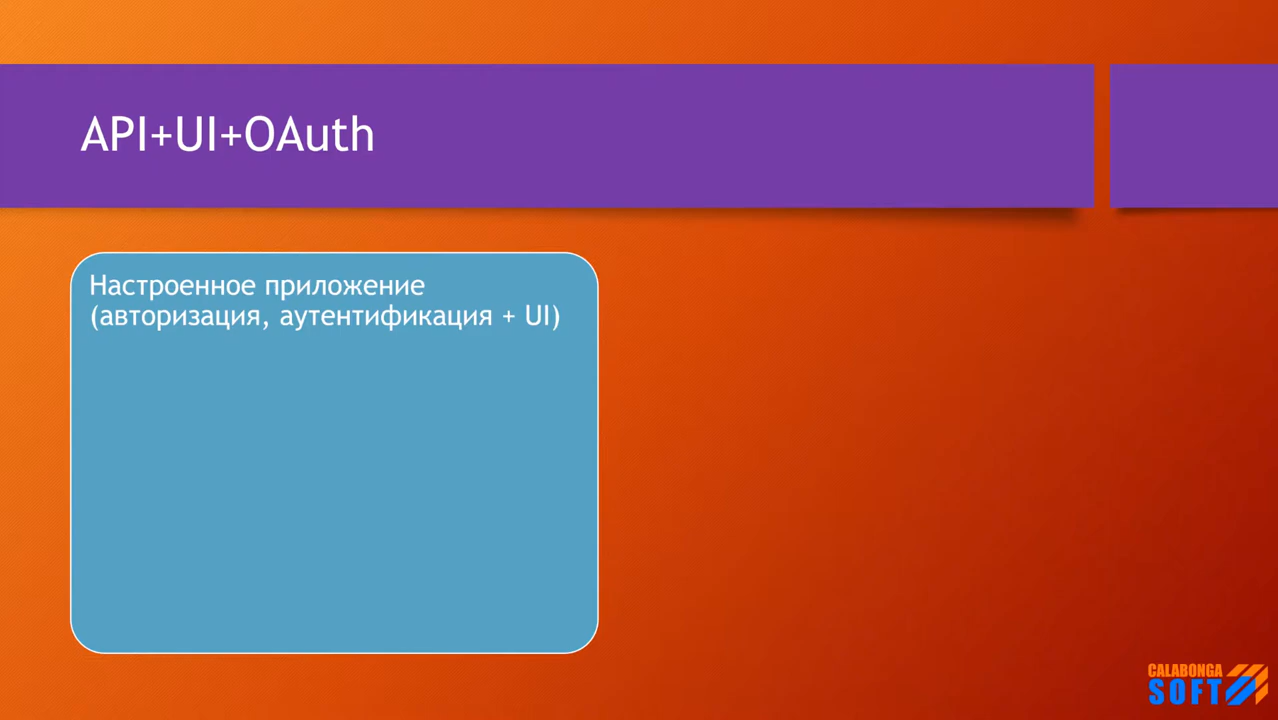 API+UI+OAuth
Настроенное приложение
(авторизация, аутентификация + UI)
CALABONGA
SOFT